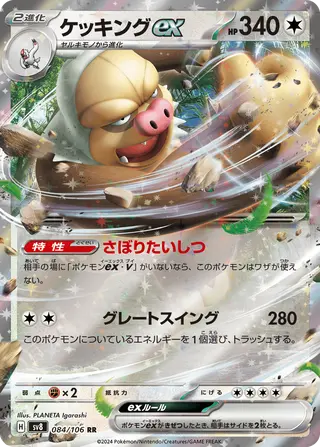 2進化 ケッキングex HP340
ヤルキモノから進化
特性 さぼりたいしつ
相手の場に「ポケモンex・V」がいないなら、このポケモンはワザが使えない。
グレートスイング 280
このポケモンについているエネルギーを1個選び、トラッシュする。
弱点 ×2 抵抗力 にげる
Illus. PLANETA Igarashi
exルール
ポケモンexがきぜつしたとき、相手はサイドを2枚とる。
H sv8 084/106 RR
©2024 Pokémon/Nintendo/Creatures/GAME FREAK.